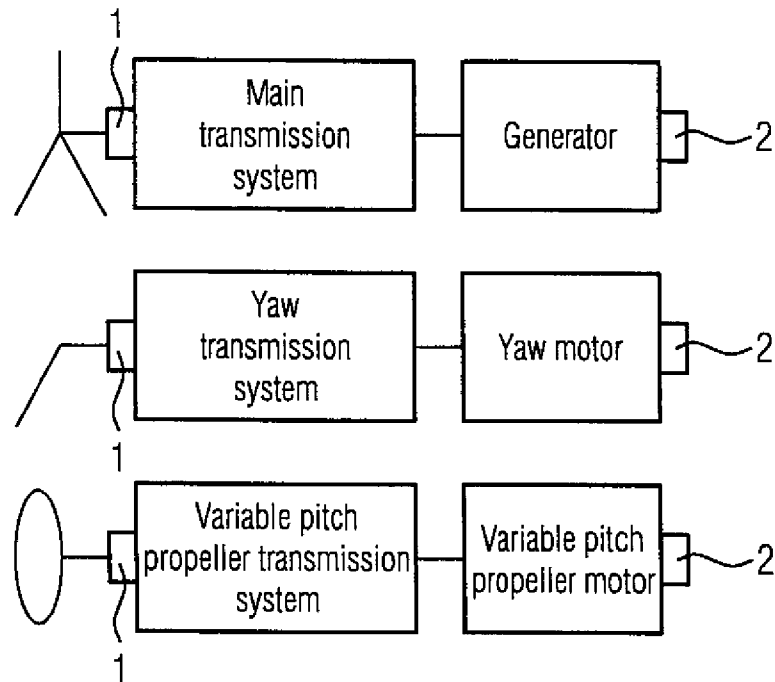 1
Main
transmission
system
Generator
2
Yaw
transmission
system
Yaw motor
2
1
Variable pitch
propeller transmission
system
Variable pitch
propeller motor
2
1